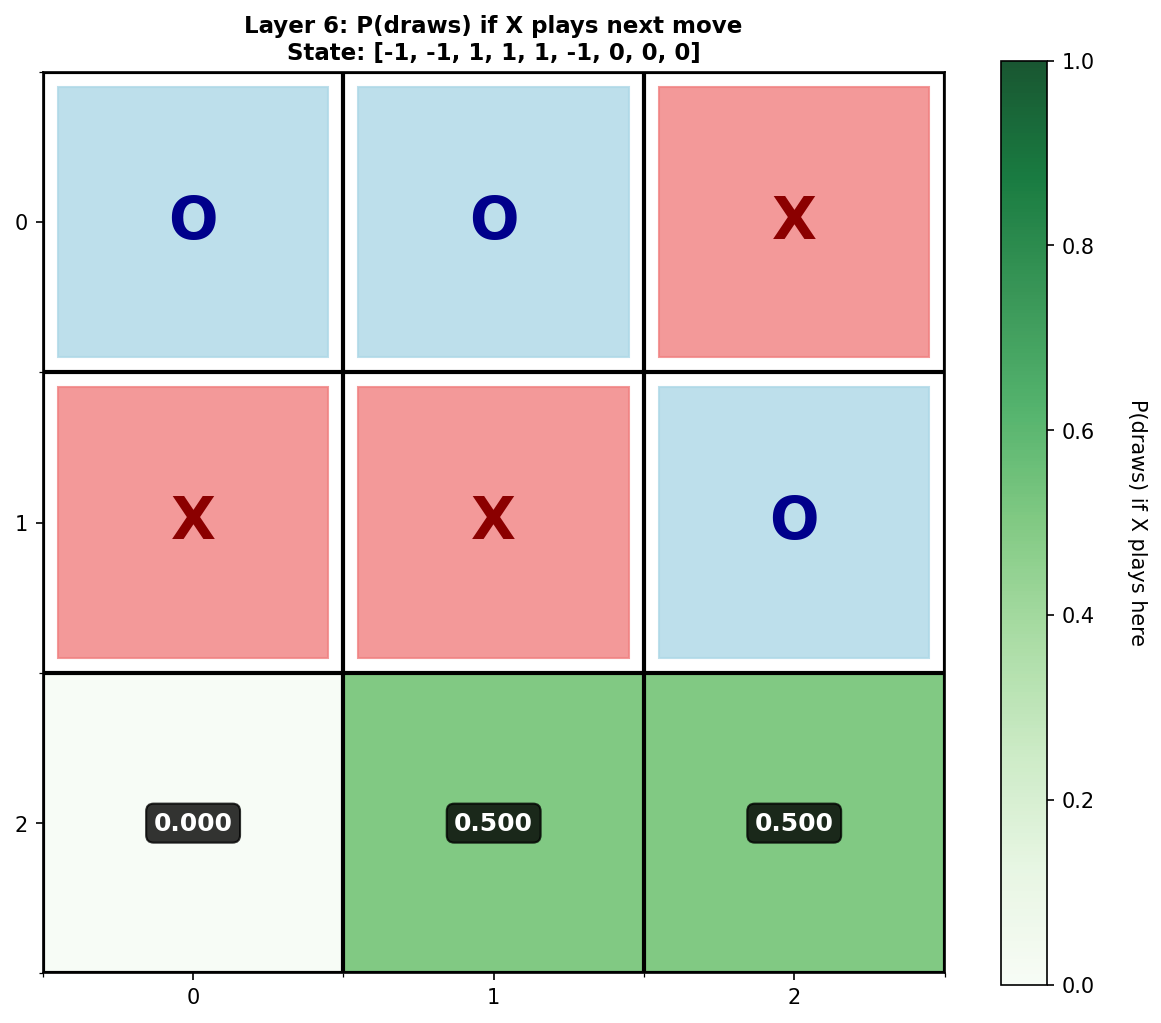 Layer 6: P(draws) if X plays next move
State: [-1, -1, 1, 1, 1, -1, 0, 0, 0]
0
O
O
X
1
X
X
O
2
0.000
0.500
0.500
0
1
2
1.0
0.8
0.6
0.4
0.2
0.0
P(draws) if X plays here